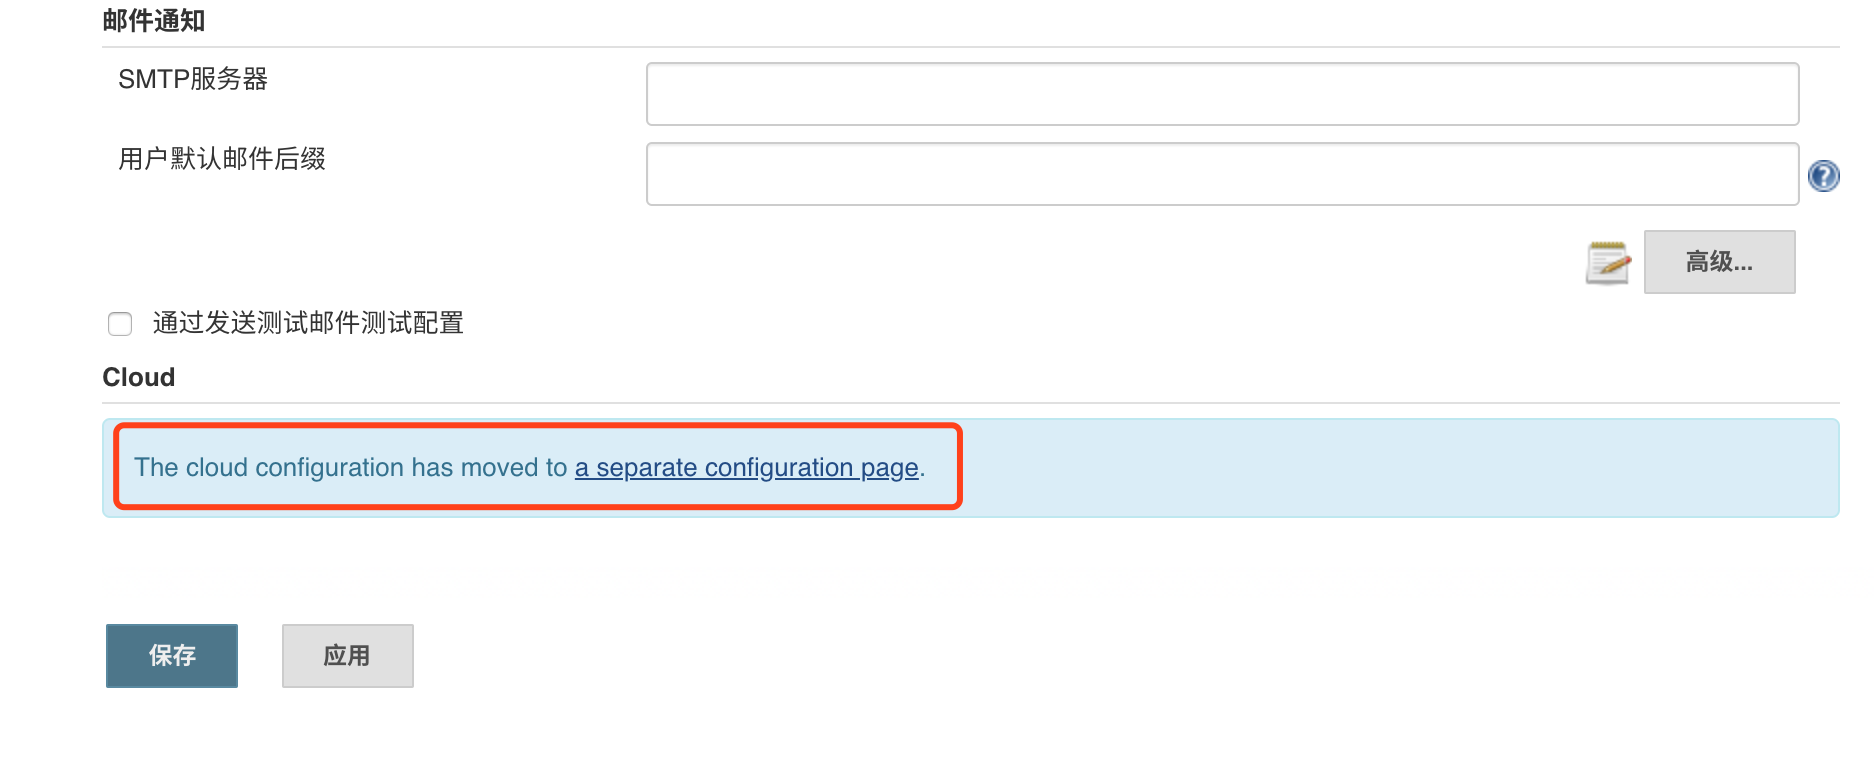 邮件通知
SMTP服务器
用户默认邮件后缀
?
高级...
通过发送测试邮件测试配置
Cloud
The cloud configuration has moved to a separate configuration page.
保存 应用